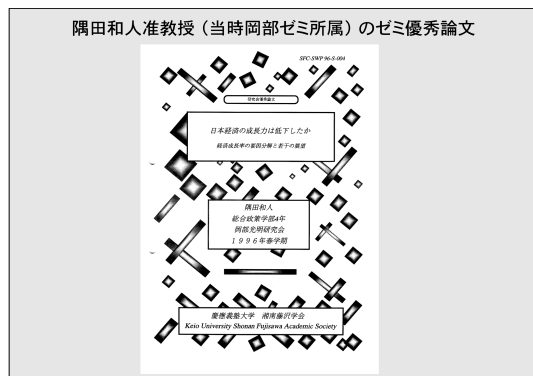 隅田和人准教授（当時岡部ゼミ所属）のゼミ優秀論文
SFC-SWP 96-S-004
研究会優秀論文
日本経済の成長力は低下したか
経済成長率の要因分解と若干の展望
隅田和人
総合政策学部4年
岡部光明研究会
１９９６年春学期
慶應義塾大学　湘南藤沢学会
Keio University Shonan Fujisawa Academic Society